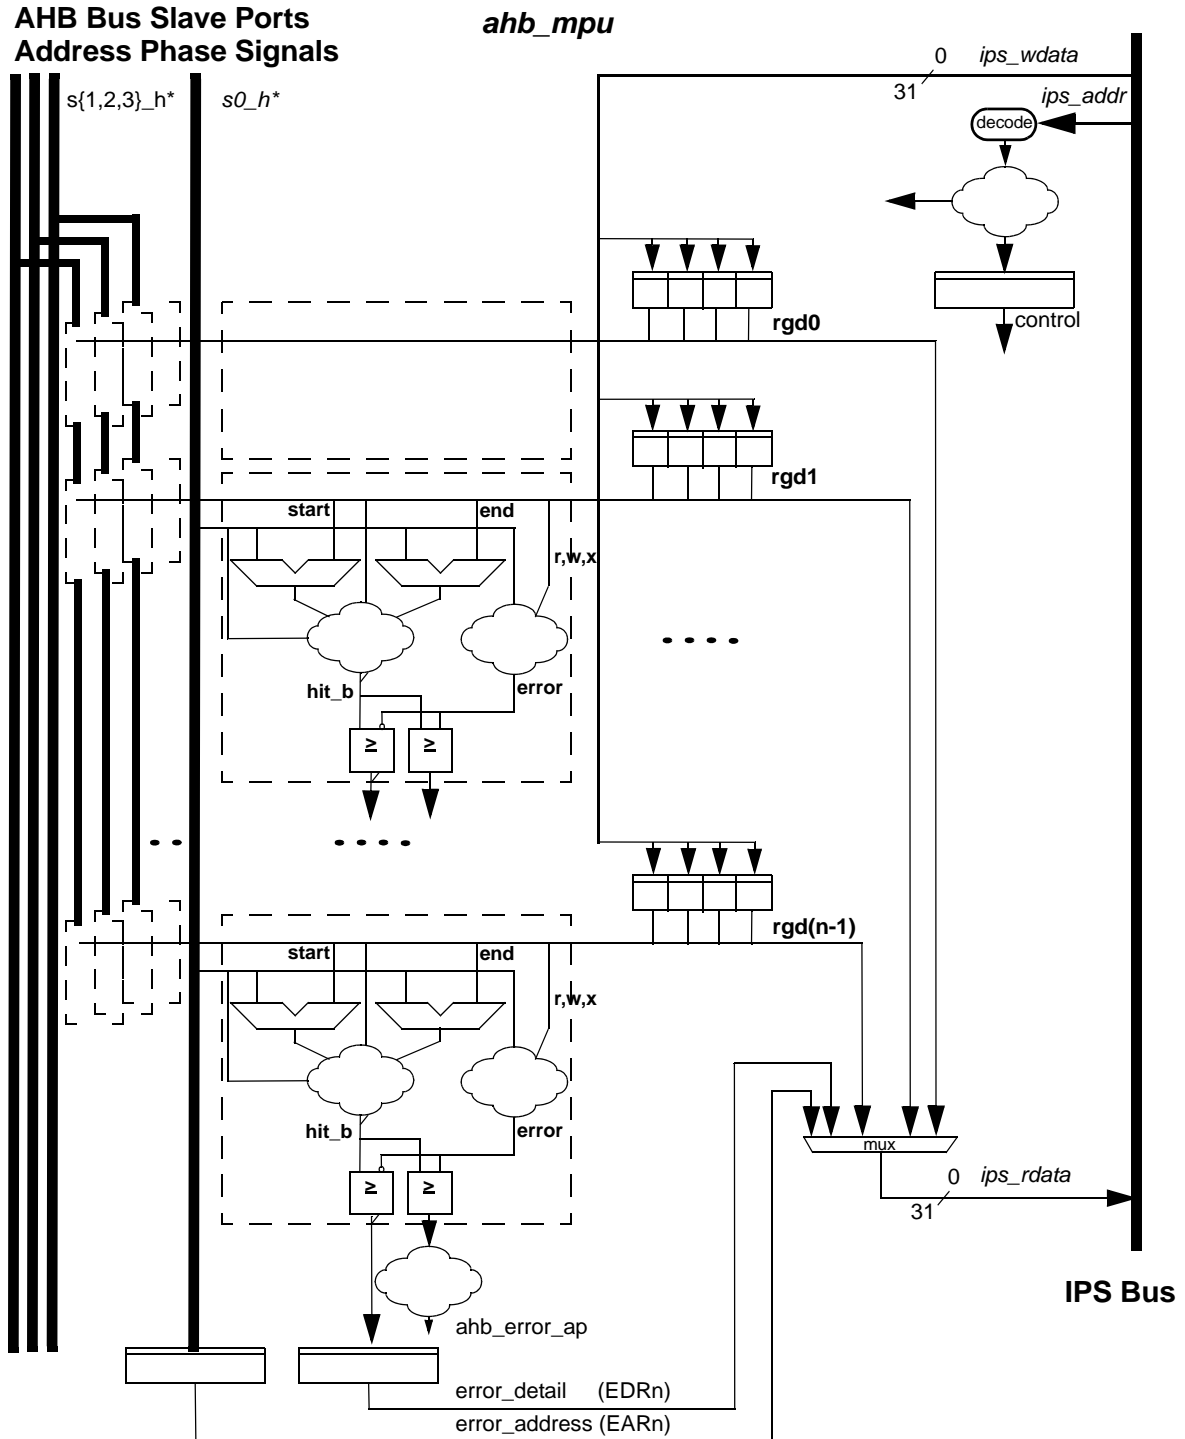 AHB Bus Slave Ports
Address Phase Signals
ahb_mpu
s{1,2,3}_h*
s0_h*
0
ips_wdata
31
ips_addr
decode
control
rgd0
rgd1
start
end
r,w,x
hit_b
error
≥
≥
rgd(n-1)
start
end
r,w,x
hit_b
error
≥
≥
mux
0
ips_rdata
31
IPS Bus
ahb_error_ap
error_detail (EDRn)
error_address (EARn)